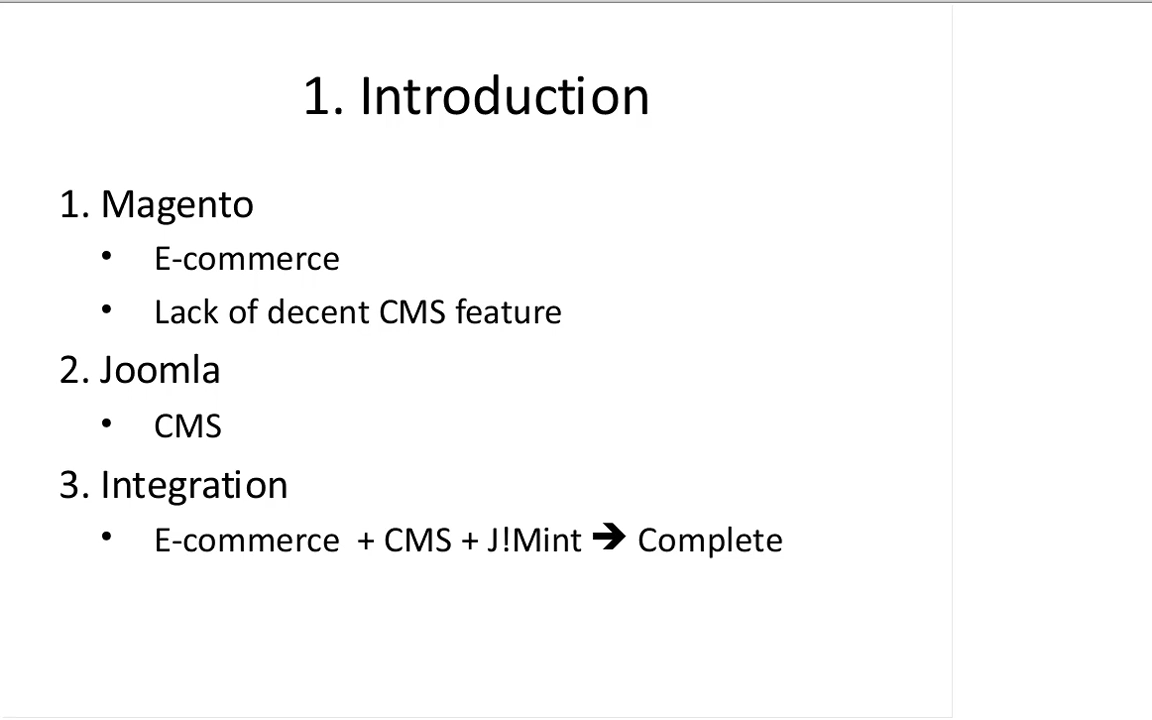 1. Introduction
1. Magento
• E-commerce
• Lack of decent CMS feature
2. Joomla
• CMS
3. Integration
• E-commerce + CMS + J!Mint 🡺 Complete